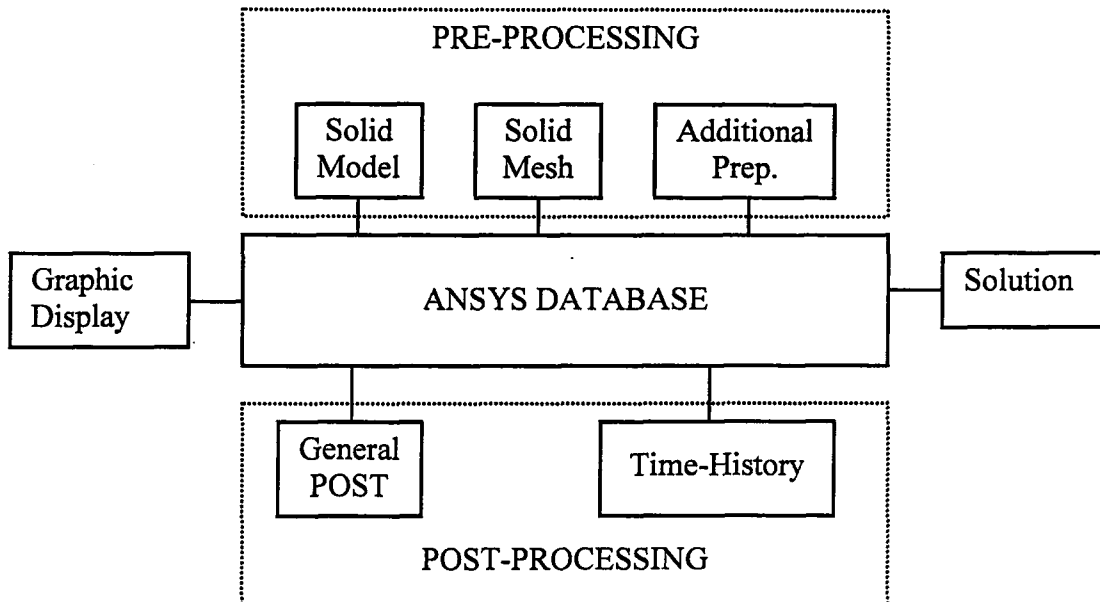 PRE-PROCESSING
Solid
Model
Solid
Mesh
Additional
Prep.
Graphic
Display
ANSYS DATABASE
Solution
General
POST
Time-History
POST-PROCESSING